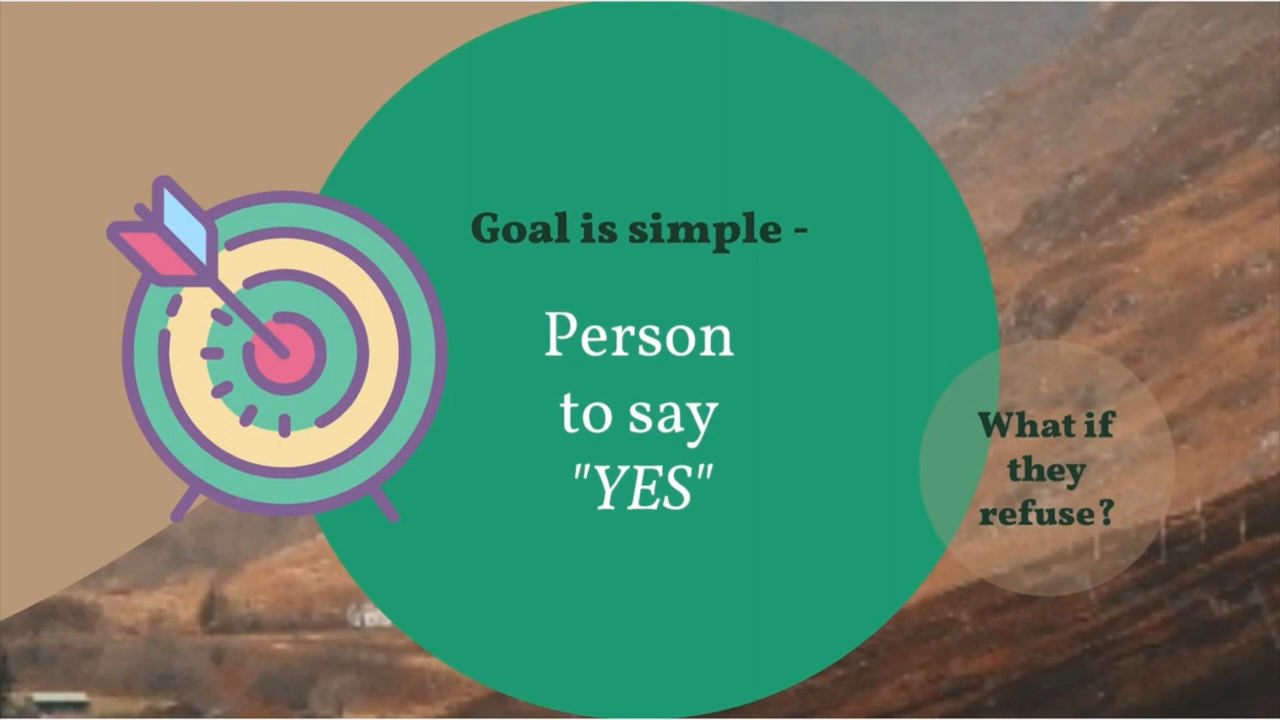 Goal is simple -
Person
to say
"YES"
What if
they
refuse?